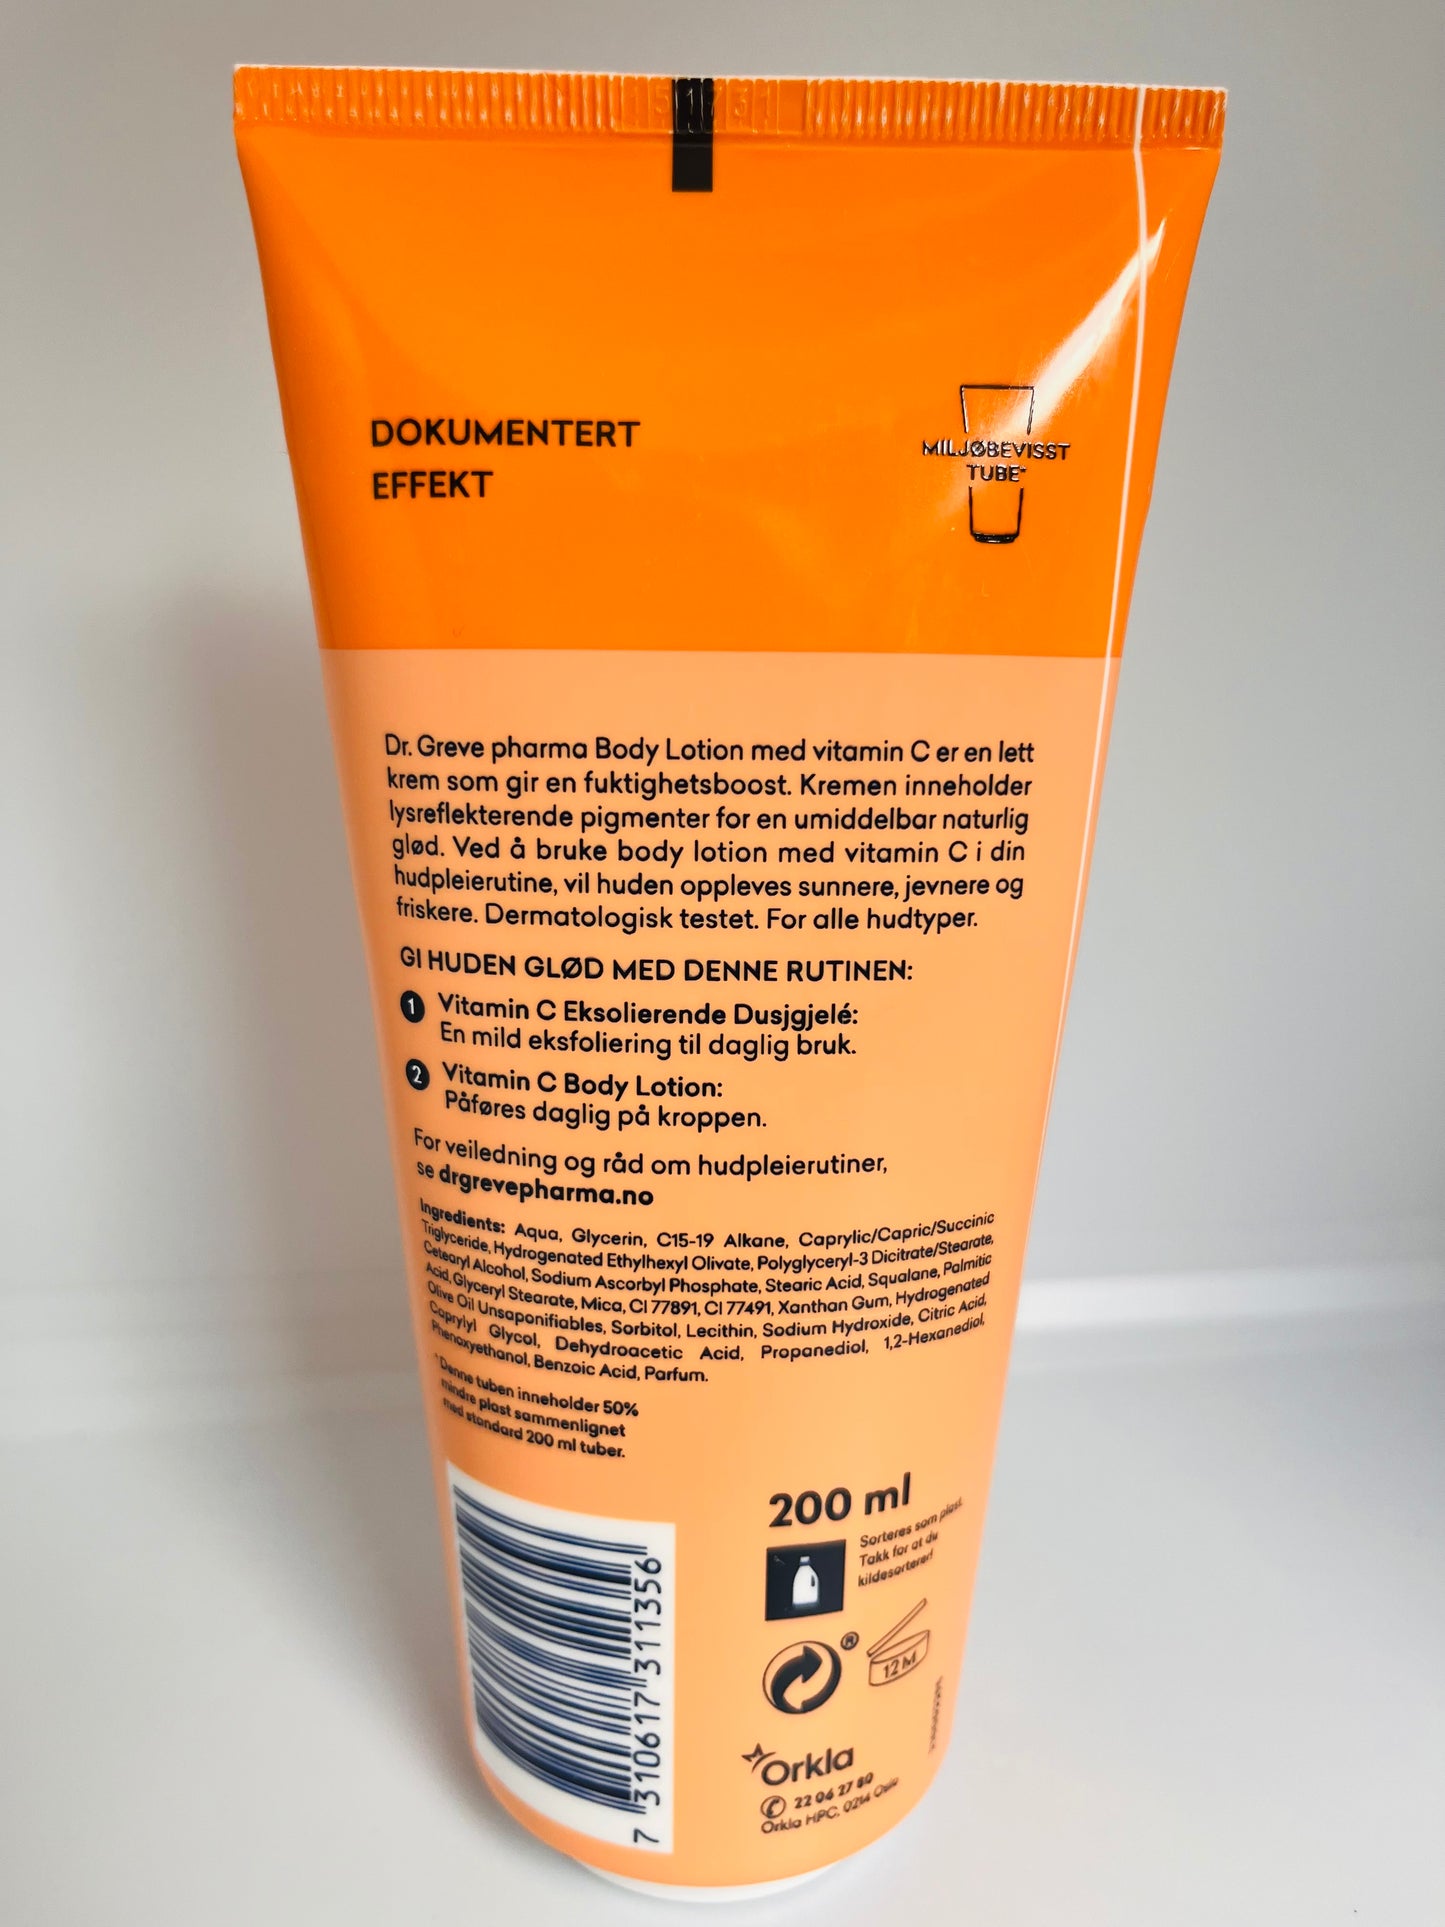 DOKUMENTERT
EFFEKT
MILJØBEVISST
TUBE*
Dr. Greve pharma Body Lotion med vitamin C er en lett
krem som gir en fuktighetsboost. Kremen inneholder
lysreflekterende pigmenter for en umiddelbar naturlig
glød. Ved å bruke body lotion med vitamin C i din
hudpleierutine, vil huden oppleves sunnere, jevnere og
friskere. Dermatologisk testet. For alle hudtyper.
GI HUDEN GLØD MED DENNE RUTINEN:
1 Vitamin C Eksolierende Dusjgjelé:
En mild eksfoliering til daglig bruk.
2 Vitamin C Body Lotion:
Påføres daglig på kroppen.
For veiledning og råd om hudpleierutiner,
se drgrevepharma.no
Ingredients: Aqua, Glycerin, C15-19 Alkane, Caprylic/Capric/Succinic
Triglyceride, Hydrogenated Ethylhexyl Olivate, Polyglyceryl-3 Dicitrate/Stearate,
Cetearyl Alcohol, Sodium Ascorbyl Phosphate, Stearic Acid, Squalane, Palmitic
Acid, Glyceryl Stearate, Mica, CI 77891, CI 77491, Xanthan Gum, Hydrogenated
Olive Oil Unsaponifiables, Sorbitol, Lecithin, Sodium Hydroxide, Citric Acid,
Caprylyl Glycol, Dehydroacetic Acid, Propanediol, 1,2-Hexanediol,
Phenoxyethanol, Benzoic Acid, Parfum.
*Denne tuben inneholder 50%
mindre plast sammenlignet
med standard 200 ml tuber.
200 ml
Sorteres som plast.
Takk for at du
kildesorterer!
®
12 M
7 310617 311356
Orkla
22 04 27 80
Orkla HPC, 0214 Oslo